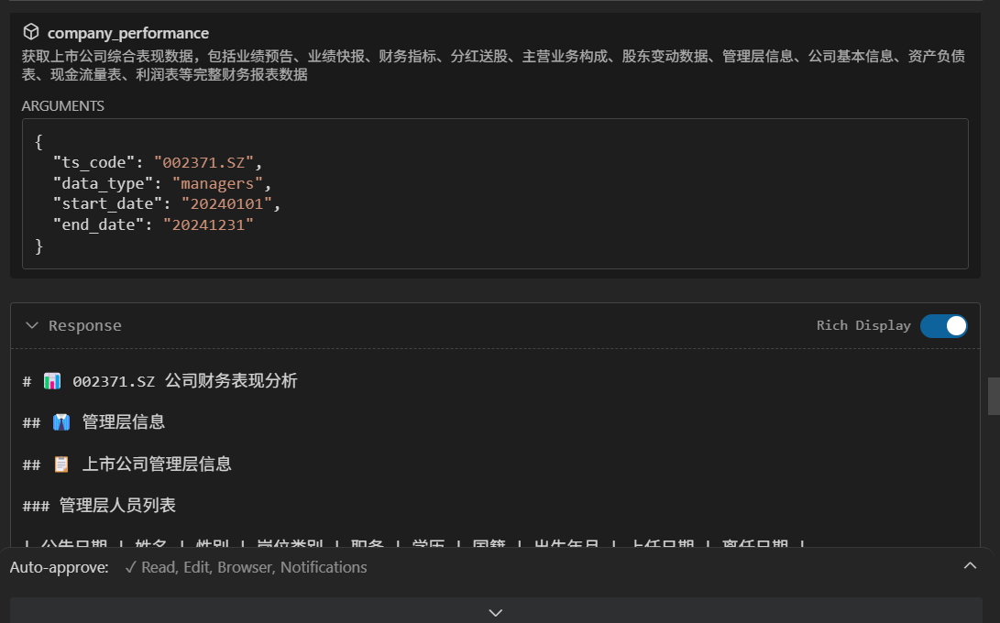 company_performance
获取上市公司综合表现数据，包括业绩预告、业绩快报、财务指标、分红送股、主营业务构成、股东变动数据、管理层信息、公司基本信息、资产负债
表、现金流量表、利润表等完整财务报表数据
ARGUMENTS
{
"ts_code": "002371.SZ",
"data_type": "managers",
"start_date": "20240101",
"end_date": "20241231"
}
Response
Rich Display
# 📊 002371.SZ 公司财务表现分析
## 👔 管理层信息
## 📋 上市公司管理层信息
### 管理层人员列表
| 公告日期 | 姓名 | 性别 | 岗位类别 | 职务 | 学历 | 国籍 | 出生年月 | 上任日期 | 离任日期 |
Auto-approve: ✓ Read, Edit, Browser, Notifications